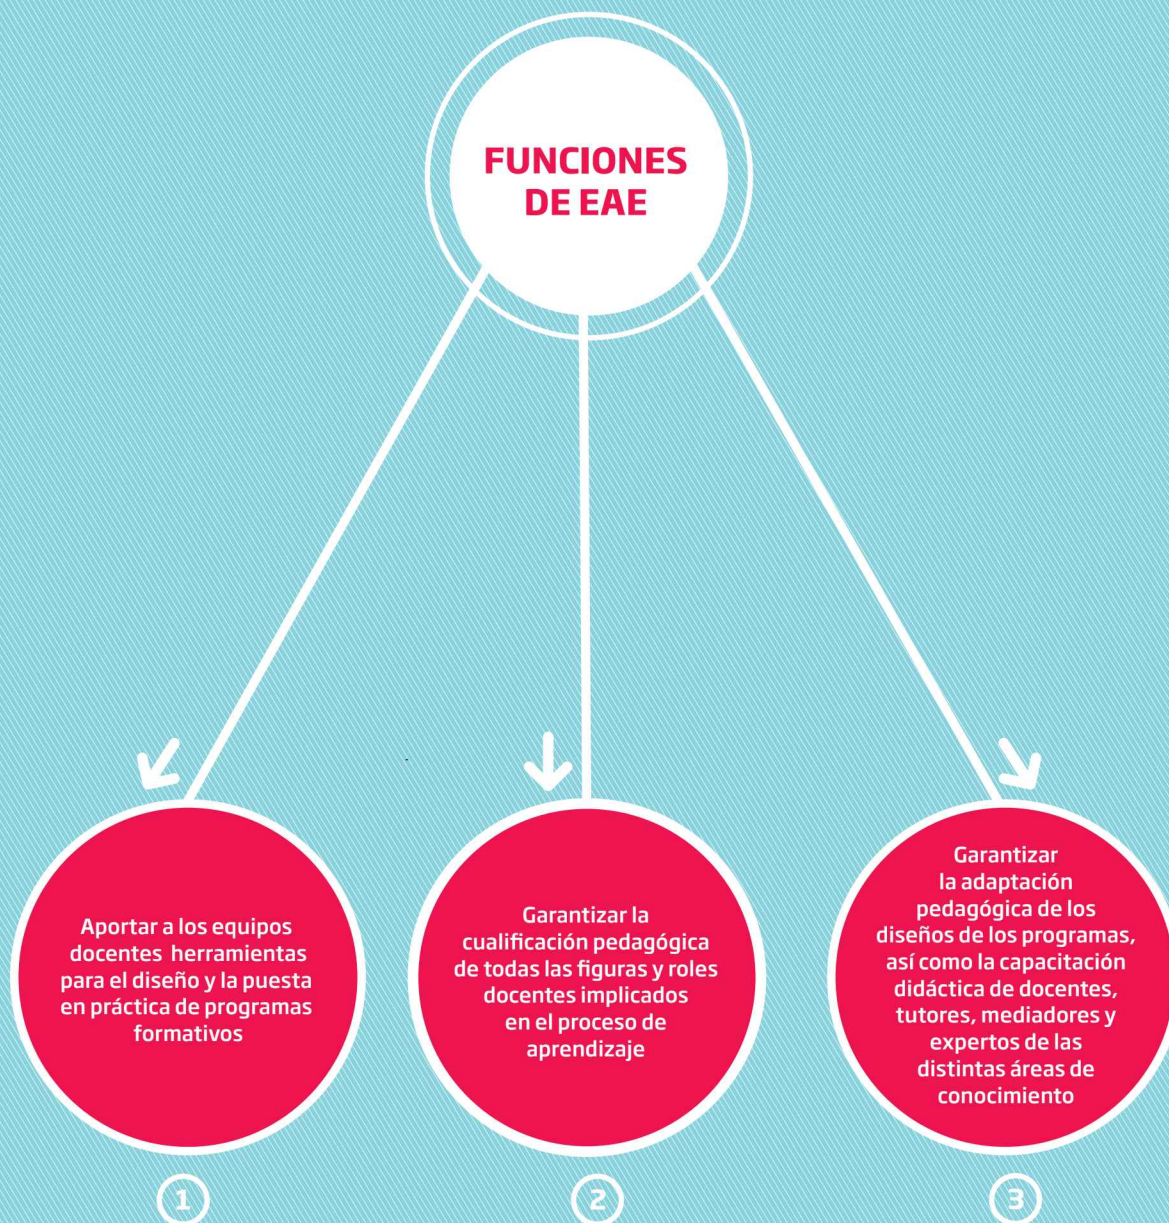 FUNCIONES
DE EAE
Aportar a los equipos
docentes herramientas
para el diseño y la puesta
en práctica de programas
formativos
1
Garantizar la
cualificación pedagógica
de todas las figuras y roles
docentes implicados
en el proceso de
aprendizaje
2
Garantizar
la adaptación
pedagógica de los
diseños de los programas,
así como la capacitación
didáctica de docentes,
tutores, mediadores y
expertos de las
distintas áreas de
conocimiento
3